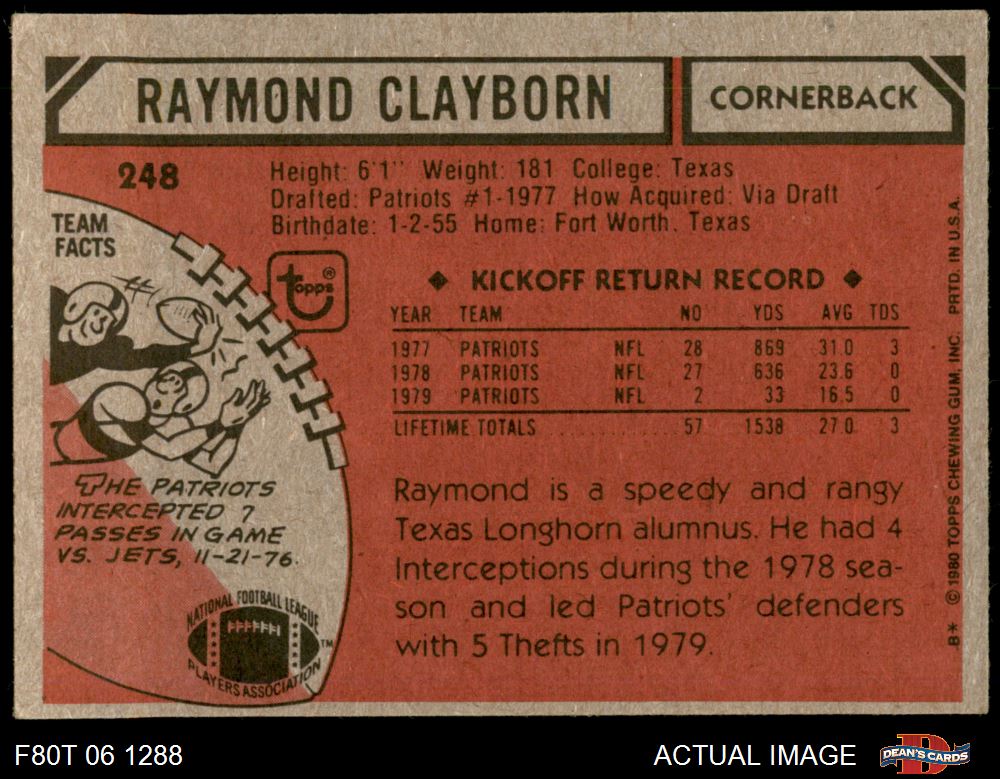 RAYMOND CLAYBORN
CORNERBACK
248
Height: 6'1" Weight: 181 College: Texas
Drafted: Patriots #1-1977 How Acquired: Via Draft
Birthdate: 1-2-55 Home: Fort Worth, Texas
TEAM
FACTS
topps®
◆ KICKOFF RETURN RECORD ◆
YEAR TEAM NO YDS AVG TDS
1977 PATRIOTS NFL 28 869 31.0 3
1978 PATRIOTS NFL 27 636 23.6 0
1979 PATRIOTS NFL 2 33 16.5 0
LIFETIME TOTALS ............ 57 1538 27.0 3
THE PATRIOTS
INTERCEPTED 7
PASSES IN GAME
VS. JETS, 11-21-76.
Raymond is a speedy and rangy
Texas Longhorn alumnus. He had 4
Interceptions during the 1978 sea-
son and led Patriots' defenders
with 5 Thefts in 1979.
NATIONAL FOOTBALL LEAGUE
PLAYERS ASSOCIATION
TM
B* © 1980 TOPPS CHEWING GUM, INC. PRTD. IN U.S.A.
F80T 06 1288
ACTUAL IMAGE
DEAN'S CARDS